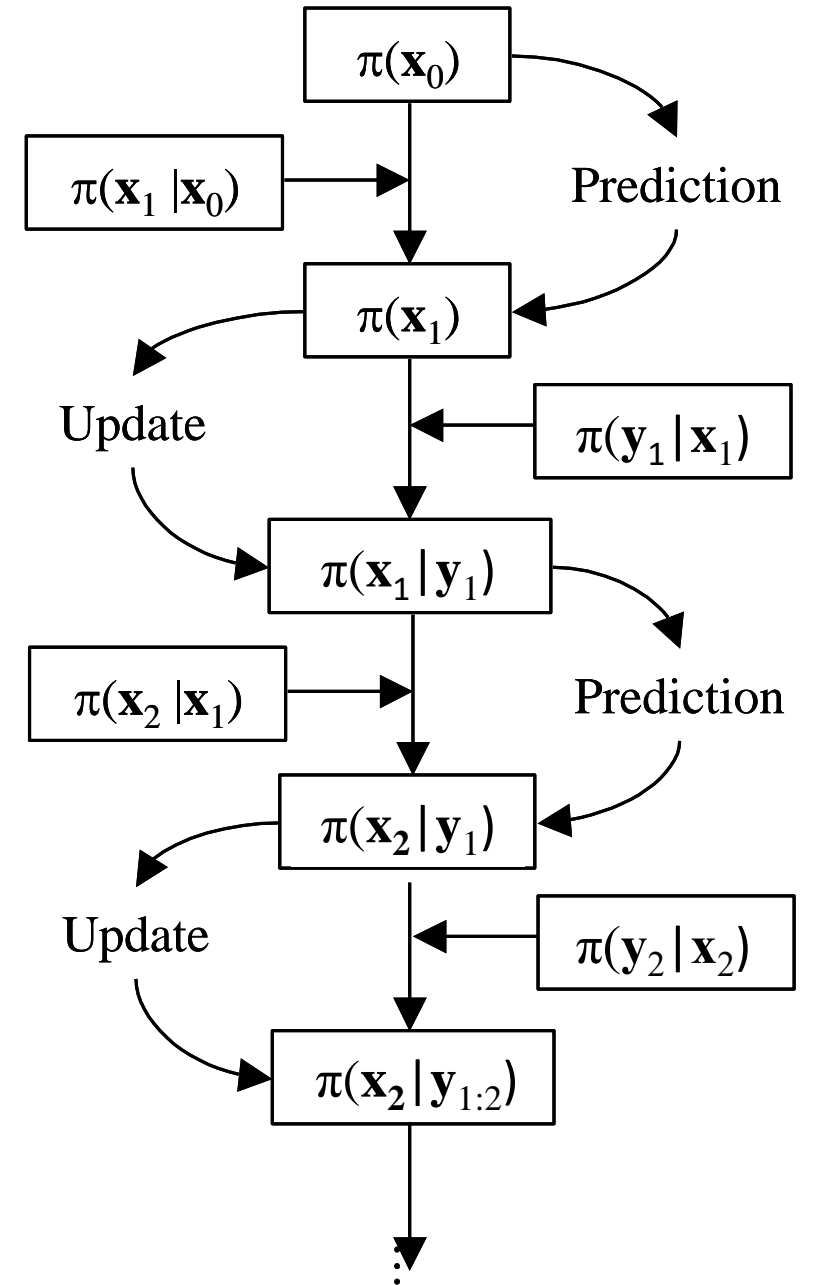 π(x₀)
π(x₁ |x₀)
Prediction
π(x₁)
Update
π(y₁|x₁)
π(x₁|y₁)
π(x₂ |x₁)
Prediction
π(x₂|y₁)
Update
π(y₂|x₂)
π(x₂|y₁:₂)
⋮